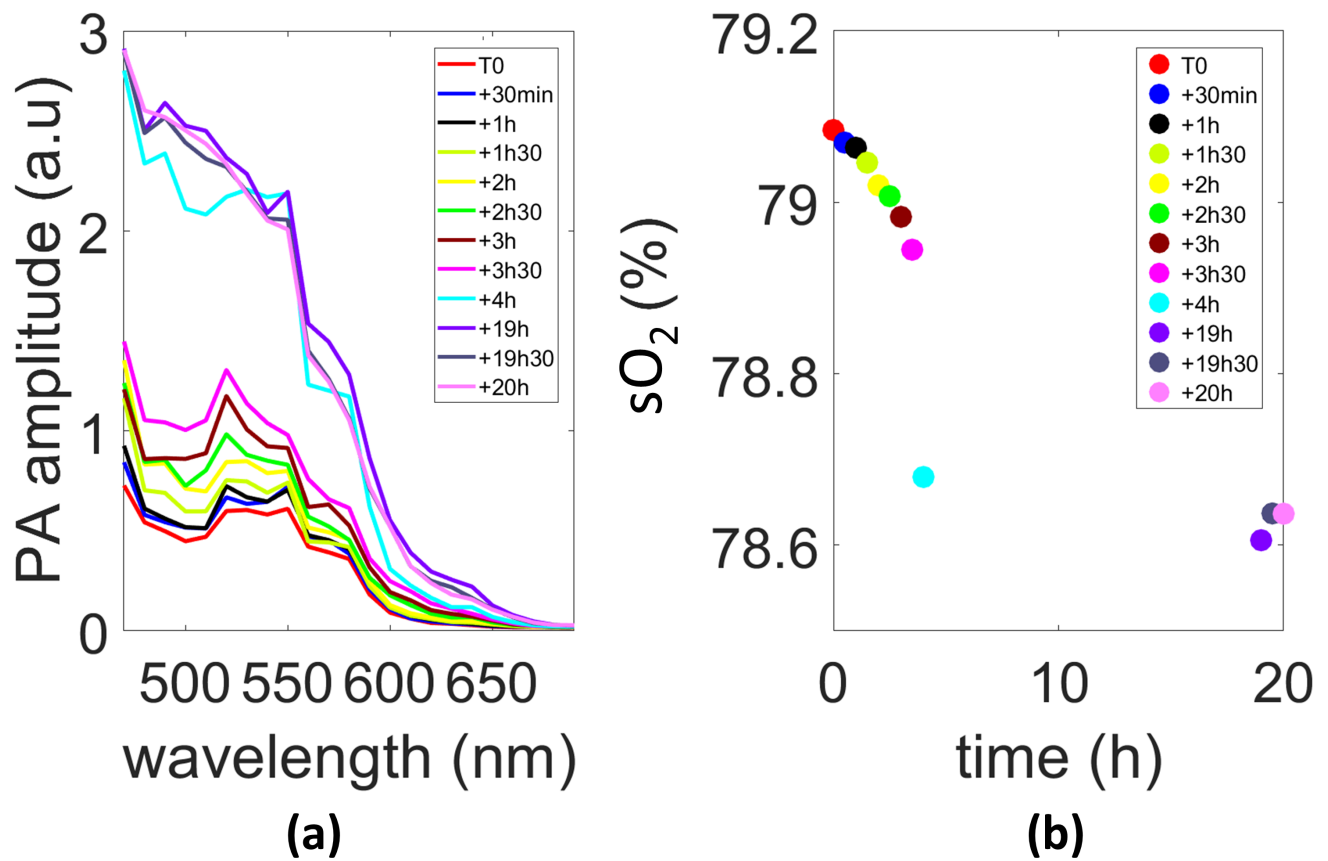 3
2
1
0
PA amplitude (a.u)
500 550 600 650
wavelength (nm)
T0
+30min
+1h
+1h30
+2h
+2h30
+3h
+3h30
+4h
+19h
+19h30
+20h
(a)
79.2
79
78.8
78.6
sO₂ (%)
0 10 20
time (h)
T0
+30min
+1h
+1h30
+2h
+2h30
+3h
+3h30
+4h
+19h
+19h30
+20h
(b)